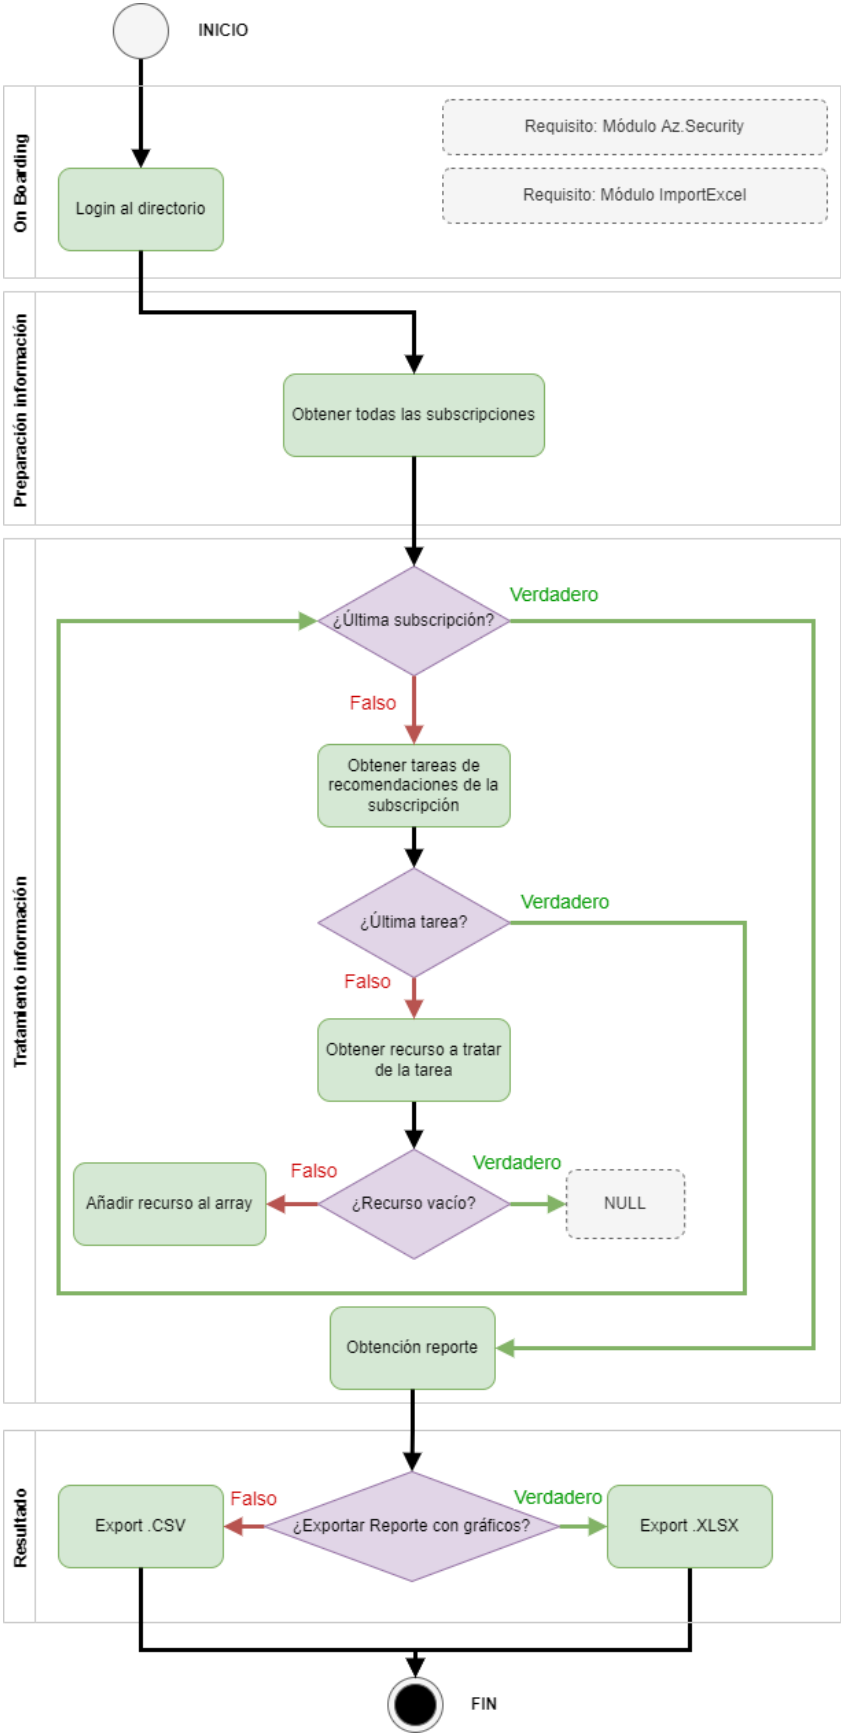 INICIO
On Boarding
Requisito: Módulo Az.Security
Requisito: Módulo ImportExcel
Login al directorio
Preparación información
Obtener todas las subscripciones
Tratamiento información
¿Última subscripción?
Verdadero
Falso
Obtener tareas de
recomendaciones de la
subscripción
¿Última tarea?
Verdadero
Falso
Obtener recurso a tratar
de la tarea
¿Recurso vacío?
Falso
Verdadero
Añadir recurso al array
NULL
Obtención reporte
Resultado
¿Exportar Reporte con gráficos?
Falso
Verdadero
Export .CSV
Export .XLSX
FIN